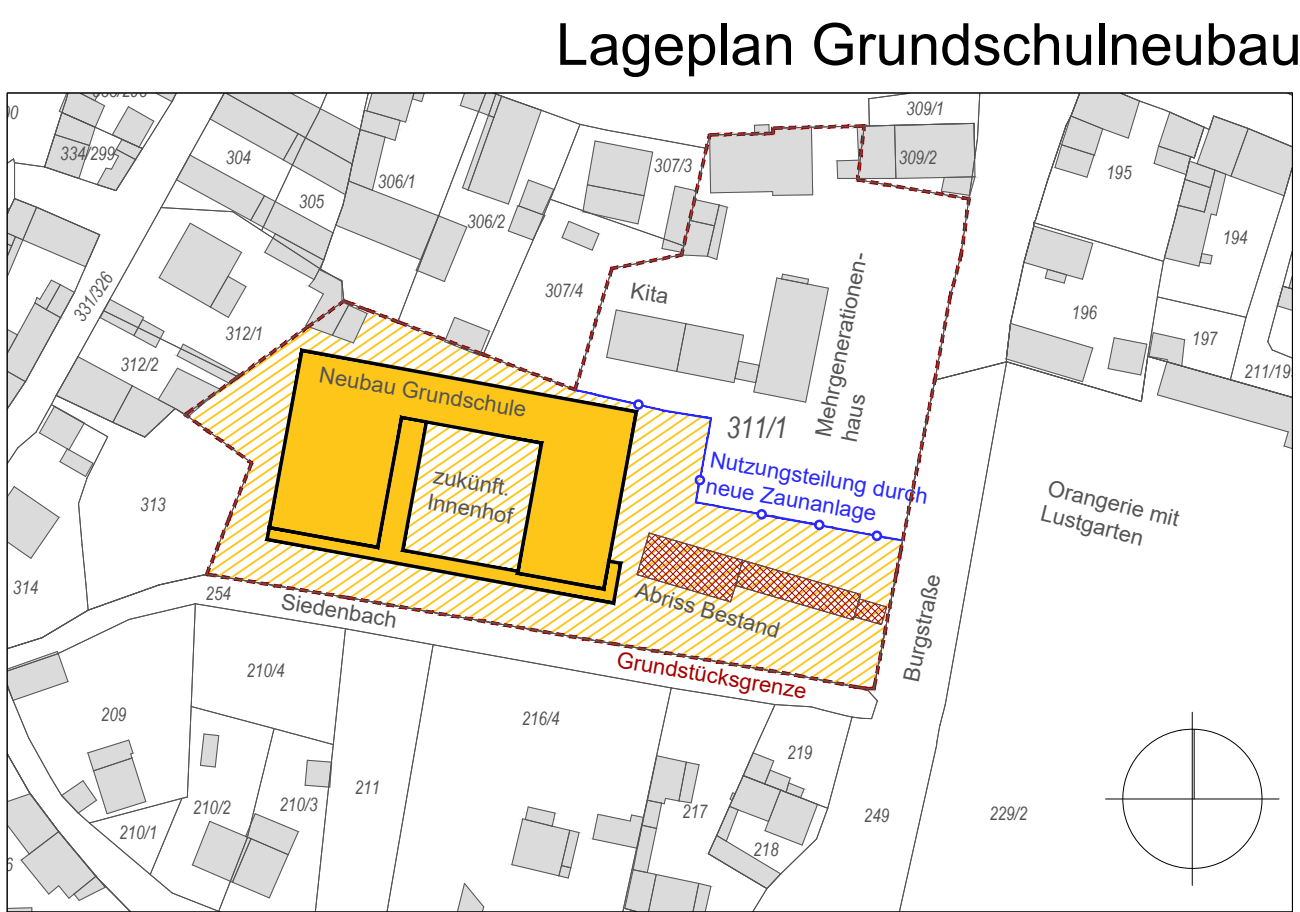 Lageplan Grundschulneubau
309/1
334/299
304
309/2
307/3
195
306/1
305
306/2
194
331/326
307/4
Kita
Mehrgenerationen-
haus
196
312/1
197
312/2
211/19
Neubau Grundschule
311/1
zukünft.
Innenhof
Nutzungsteilung durch
neue Zaunanlage
Orangerie mit
Lustgarten
313
314
254
Siedenbach
Abriss Bestand
Burgstraße
Grundstücksgrenze
210/4
209
216/4
219
211
210/2
210/3
217
249
229/2
210/1
218